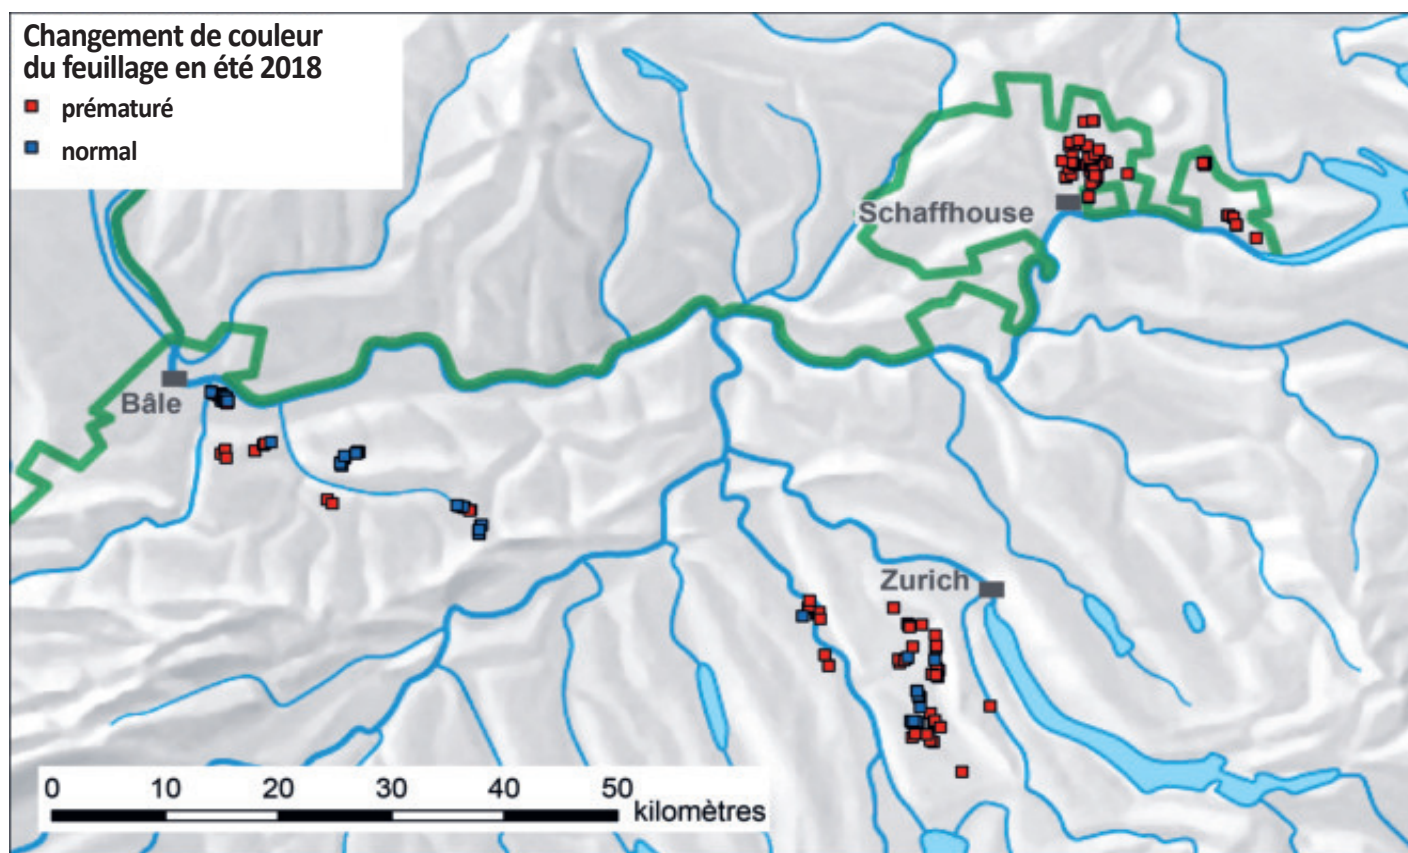 Changement de couleur
du feuillage en été 2018
prématuré
normal
Schaffhouse
Bâle
Zurich
0 10 20 30 40 50
kilomètres